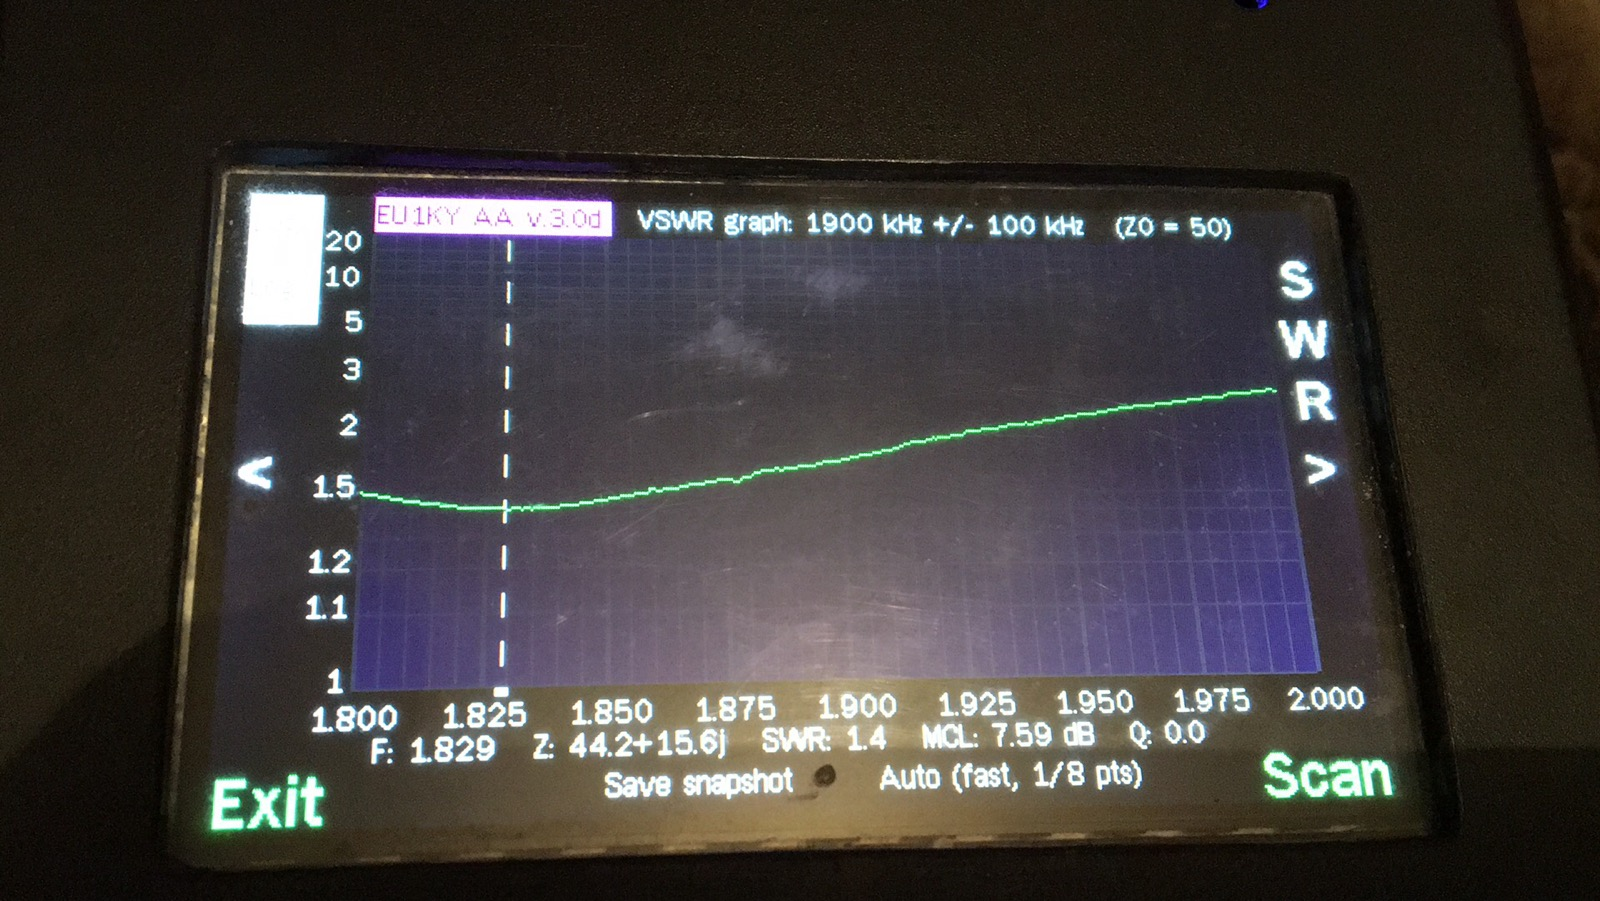 EU1KY AA v.3.0d VSWR graph: 1900 kHz +/- 100 kHz (Z0 = 50)
20
10
5
3
2
1.5
1.2
1.1
1
S
W
R
<
>
1.800 1.825 1.850 1.875 1.900 1.925 1.950 1.975 2.000
F: 1.829 Z: 44.2+15.6j SWR: 1.4 MCL: 7.59 dB Q: 0.0
Save snapshot Auto (fast, 1/8 pts)
Exit Scan